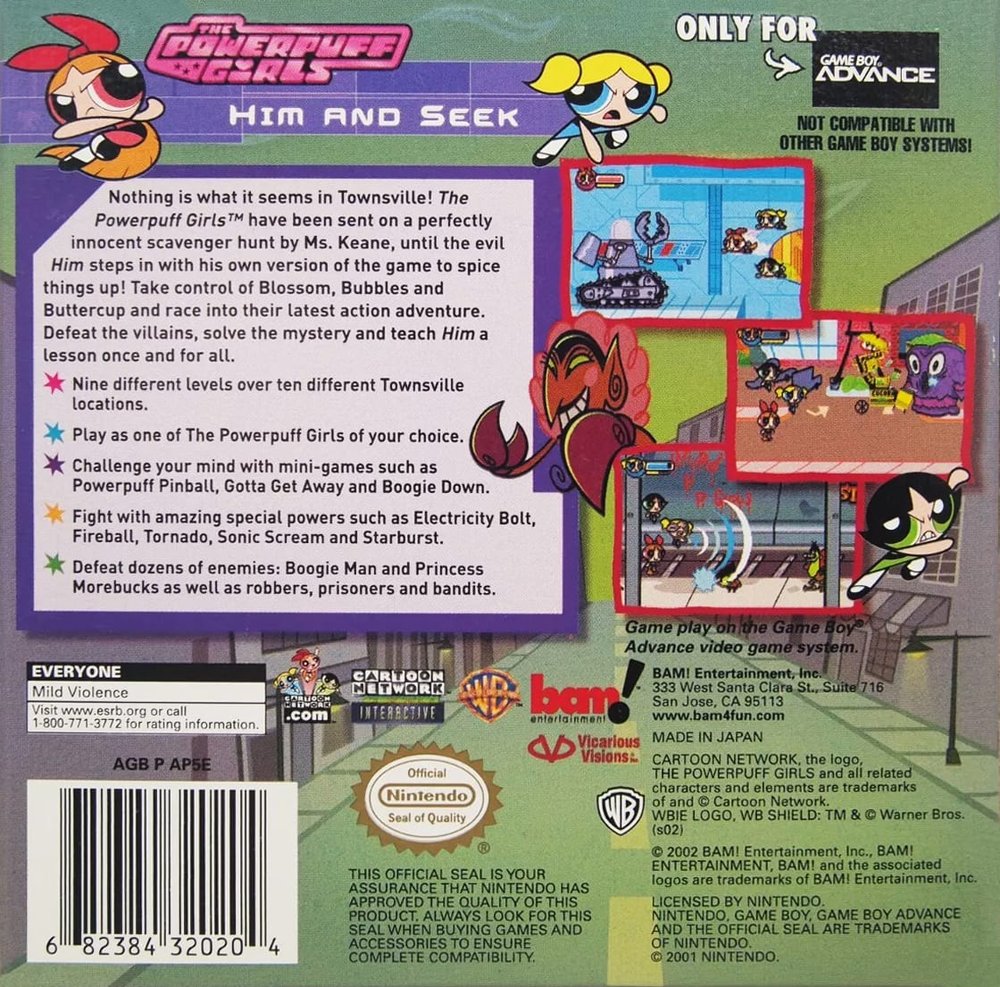 THE
POWERPUFF
GIRLS
HIM AND SEEK
ONLY FOR
GAME BOY
ADVANCE
NOT COMPATIBLE WITH
OTHER GAME BOY SYSTEMS!
Nothing is what it seems in Townsville! The
Powerpuff Girls™ have been sent on a perfectly
innocent scavenger hunt by Ms. Keane, until the evil
Him steps in with his own version of the game to spice
things up! Take control of Blossom, Bubbles and
Buttercup and race into their latest action adventure.
Defeat the villains, solve the mystery and teach Him a
lesson once and for all.
Nine different levels over ten different Townsville
locations.
Play as one of The Powerpuff Girls of your choice.
Challenge your mind with mini-games such as
Powerpuff Pinball, Gotta Get Away and Boogie Down.
Fight with amazing special powers such as Electricity Bolt,
Fireball, Tornado, Sonic Scream and Starburst.
Defeat dozens of enemies: Boogie Man and Princess
Morebucks as well as robbers, prisoners and bandits.
Game play on the Game Boy®
Advance video game system.
EVERYONE
Mild Violence
Visit www.esrb.org or call
1-800-771-3772 for rating information.
AGB P AP5E
6 82384 32020 4
CARTOON
NETWORK
.com
CARTOON
NETWORK
INTERACTIVE
WB
bam!
entertainment
Vicarious
Visions
Official
Nintendo
Seal of Quality
®
THIS OFFICIAL SEAL IS YOUR
ASSURANCE THAT NINTENDO HAS
APPROVED THE QUALITY OF THIS
PRODUCT. ALWAYS LOOK FOR THIS
SEAL WHEN BUYING GAMES AND
ACCESSORIES TO ENSURE
COMPLETE COMPATIBILITY.
BAM! Entertainment, Inc.
333 West Santa Clara St., Suite 716
San Jose, CA 95113
www.bam4fun.com
MADE IN JAPAN
WB
CARTOON NETWORK, the logo,
THE POWERPUFF GIRLS and all related
characters and elements are trademarks
of and © Cartoon Network.
WBIE LOGO, WB SHIELD: TM & © Warner Bros.
(s02)
© 2002 BAM! Entertainment, Inc., BAM!
ENTERTAINMENT, BAM! and the associated
logos are trademarks of BAM! Entertainment, Inc.
LICENSED BY NINTENDO.
NINTENDO, GAME BOY, GAME BOY ADVANCE
AND THE OFFICIAL SEAL ARE TRADEMARKS
OF NINTENDO.
© 2001 NINTENDO.